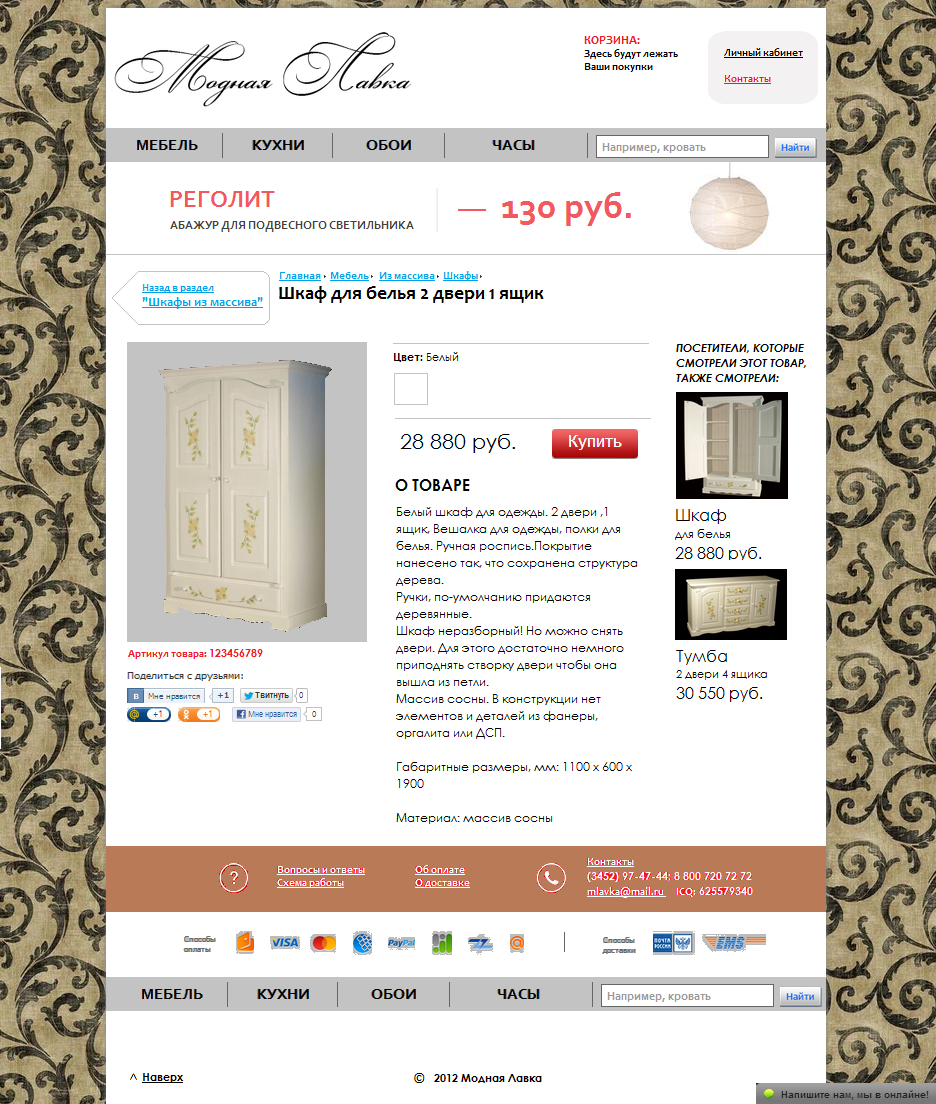 Модная Лавка
КОРЗИНА:
Здесь будут лежать
Ваши покупки
Личный кабинет
Контакты
МЕБЕЛЬ КУХНИ ОБОИ ЧАСЫ Например, кровать Найти
РЕГОЛИТ
АБАЖУР ДЛЯ ПОДВЕСНОГО СВЕТИЛЬНИКА
— 130 руб.
Назад в раздел
"Шкафы из массива"
Главная Мебель Из массива Шкафы
Шкаф для белья 2 двери 1 ящик
Цвет: Белый
28 880 руб. Купить
О ТОВАРЕ
Белый шкаф для одежды. 2 двери ,1
ящик, Вешалка для одежды, полки для
белья. Ручная роспись.Покрытие
нанесено так, что сохранена структура
дерева.
Ручки, по-умолчанию придаются
деревянные.
Шкаф неразборный! Но можно снять
двери. Для этого достаточно немного
приподнять створку двери чтобы она
вышла из петли.
Массив сосны. В конструкции нет
элементов и деталей из фанеры,
оргалита или ДСП.
Габаритные размеры, мм: 1100 x 600 x
1900
Материал: массив сосны
Артикул товара: 123456789
Поделиться с друзьями:
В Мне нравится +1 Твитнуть 0
@ +1 +1 f Мне нравится 0
ПОСЕТИТЕЛИ, КОТОРЫЕ
СМОТРЕЛИ ЭТОТ ТОВАР,
ТАКЖЕ СМОТРЕЛИ:
Шкаф
для белья
28 880 руб.
Тумба
2 двери 4 ящика
30 550 руб.
?
Вопросы и ответы
Схема работы
Об оплате
О доставке
Контакты
(3452) 97-47-44; 8 800 720 72 72
mlavka@mail.ru ICQ: 625579340
Способы
оплаты
VISA MasterCard PayPal @
Способы
доставки
ПОЧТА РОССИИ EMS
МЕБЕЛЬ КУХНИ ОБОИ ЧАСЫ Например, кровать Найти
^ Наверх
© 2012 Модная Лавка
Напишите нам, мы в онлайне!